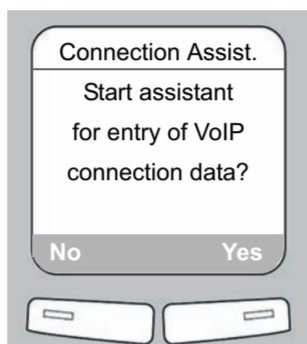 Connection Assist.
Start assistant
for entry of VoIP
connection data?
No Yes